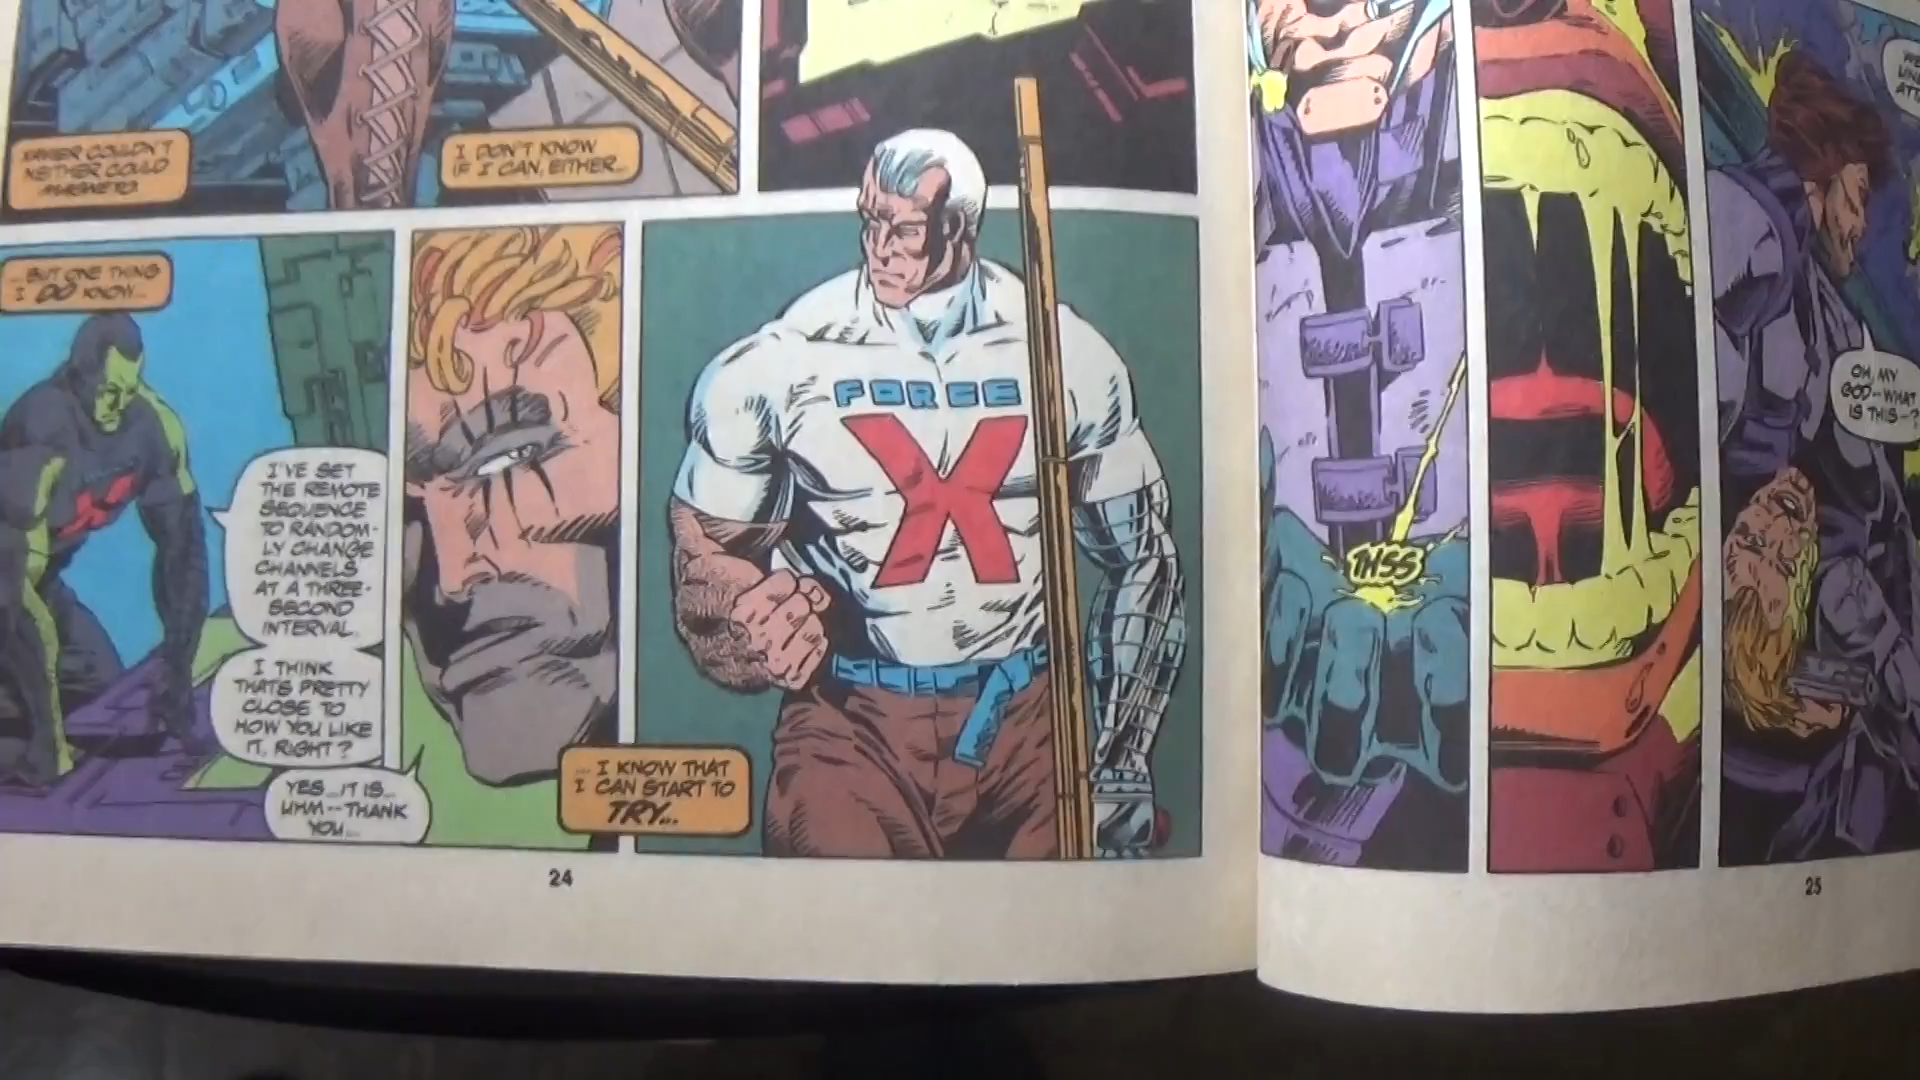 XAVIER COULDN'T
NEITHER COULD
MAGNETO.
I DON'T KNOW
IF I CAN, EITHER...
...BUT ONE THING
I DO KNOW...
I'VE SET
THE REMOTE
SEQUENCE
TO RANDOM-
LY CHANGE
CHANNELS
AT A THREE-
SECOND
INTERVAL.
I THINK
THAT'S PRETTY
CLOSE TO
HOW YOU LIKE
IT, RIGHT?
YES...IT IS...
UHM--THANK
YOU...
FORCE
X
...I KNOW THAT
I CAN START TO
TRY...
24
THSS
OH, MY
GOD--WHAT
IS THIS--?
25